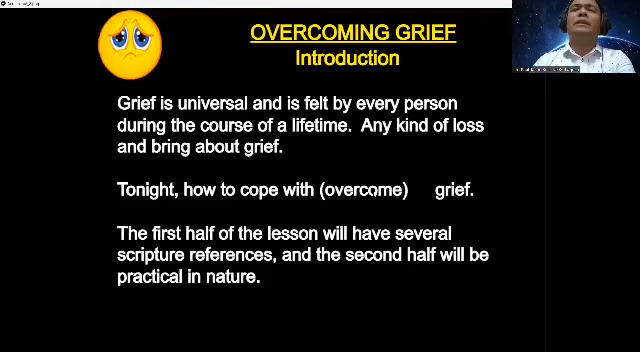 OVERCOMING GRIEF
Introduction
Grief is universal and is felt by every person
during the course of a lifetime. Any kind of loss
and bring about grief.
Tonight, how to cope with (overcome) grief.
The first half of the lesson will have several
scripture references, and the second half will be
practical in nature.